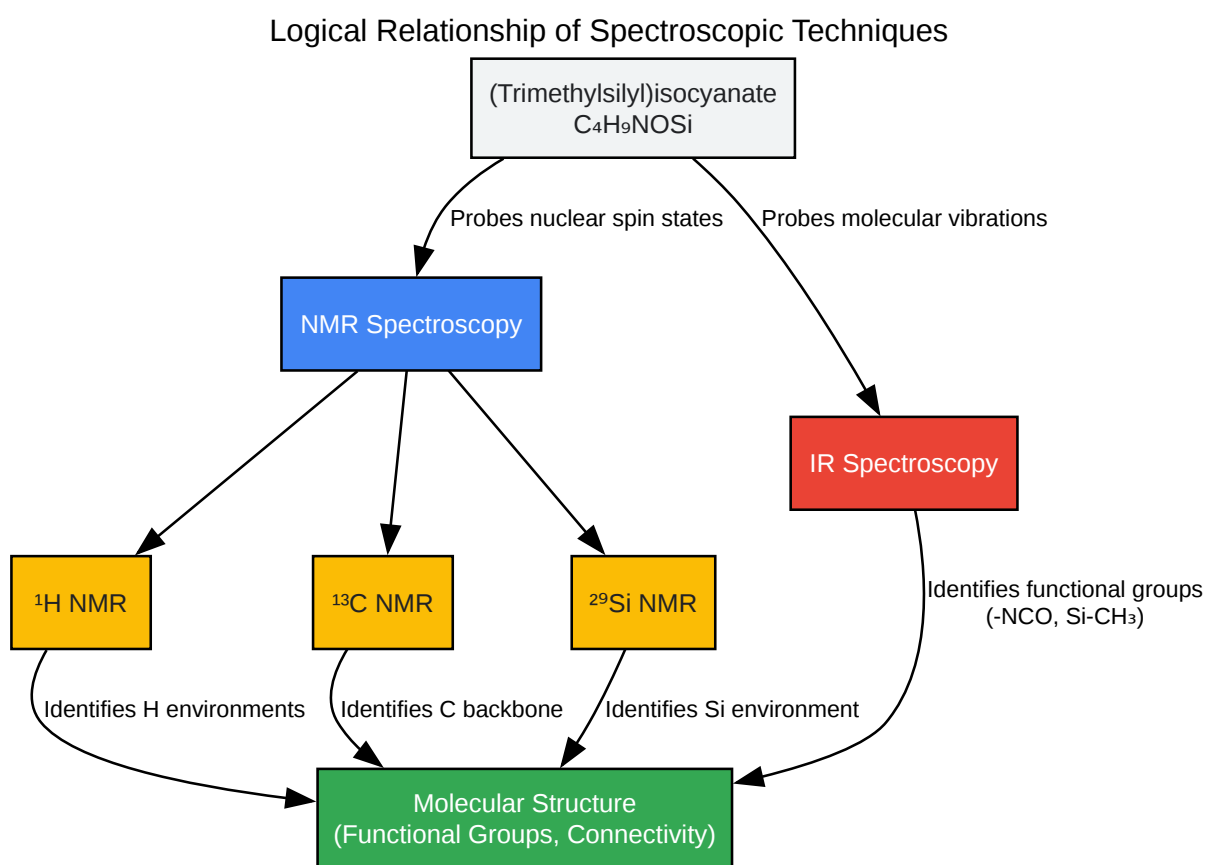 Logical Relationship of Spectroscopic Techniques
(Trimethylsilyl)isocyanate
C₄H₉NOSi
Probes nuclear spin states
Probes molecular vibrations
NMR Spectroscopy
IR Spectroscopy
¹H NMR
¹³C NMR
²⁹Si NMR
Identifies functional groups
(-NCO, Si-CH₃)
Identifies H environments
Identifies C backbone
Identifies Si environment
Molecular Structure
(Functional Groups, Connectivity)